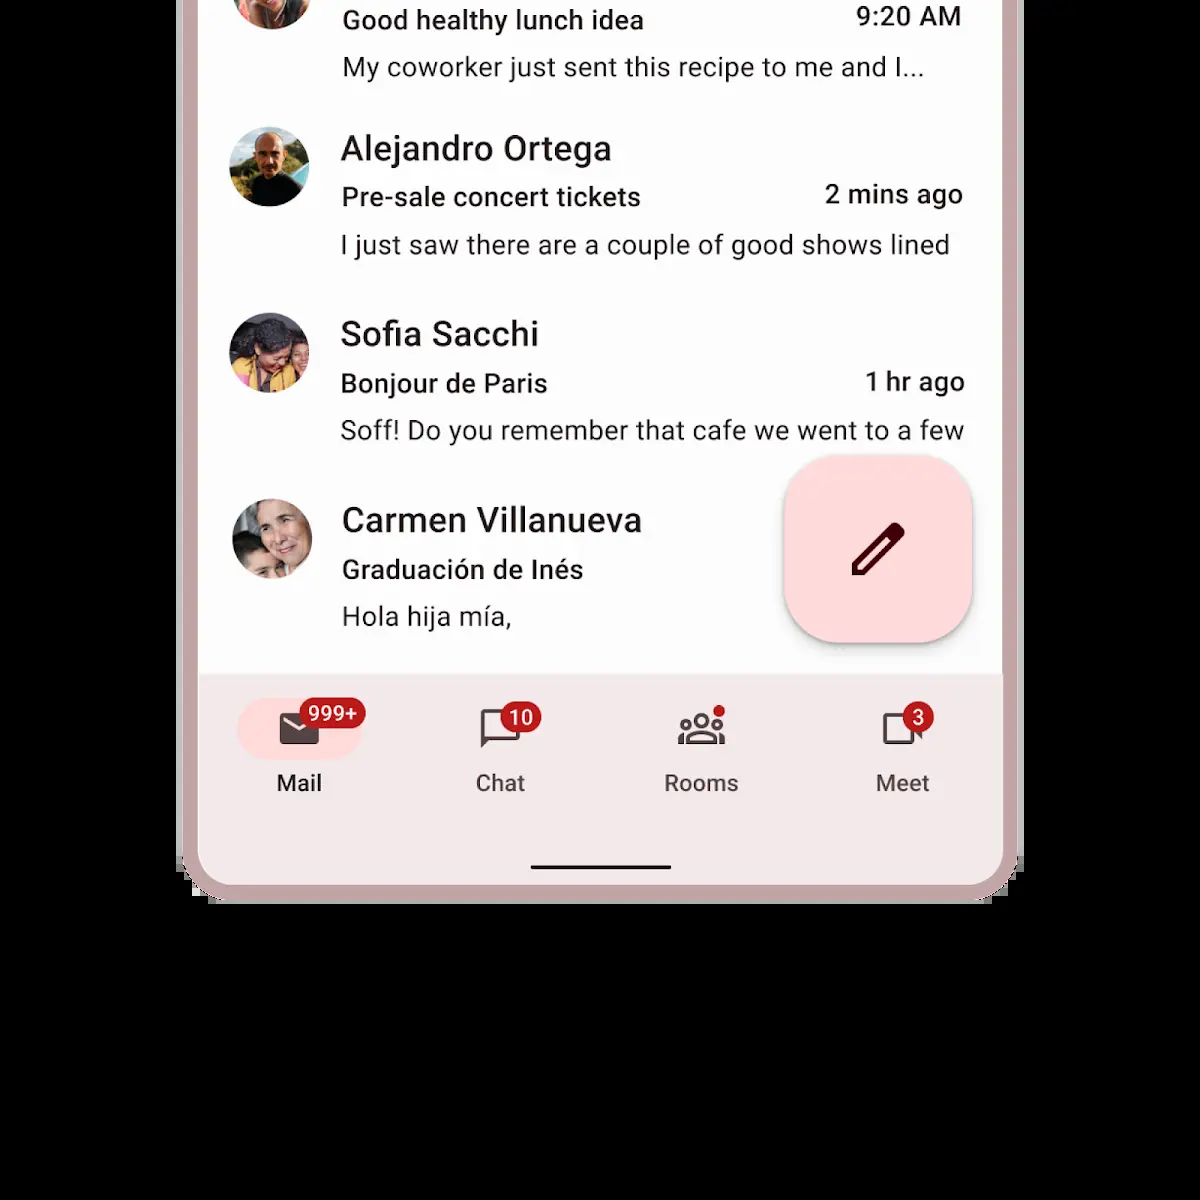 Good healthy lunch idea
9:20 AM
My coworker just sent this recipe to me and I...
Alejandro Ortega
Pre-sale concert tickets
2 mins ago
I just saw there are a couple of good shows lined
Sofia Sacchi
Bonjour de Paris
1 hr ago
Soff! Do you remember that cafe we went to a few
Carmen Villanueva
Graduación de Inés
Hola hija mía,
999+
10
3
Mail
Chat
Rooms
Meet